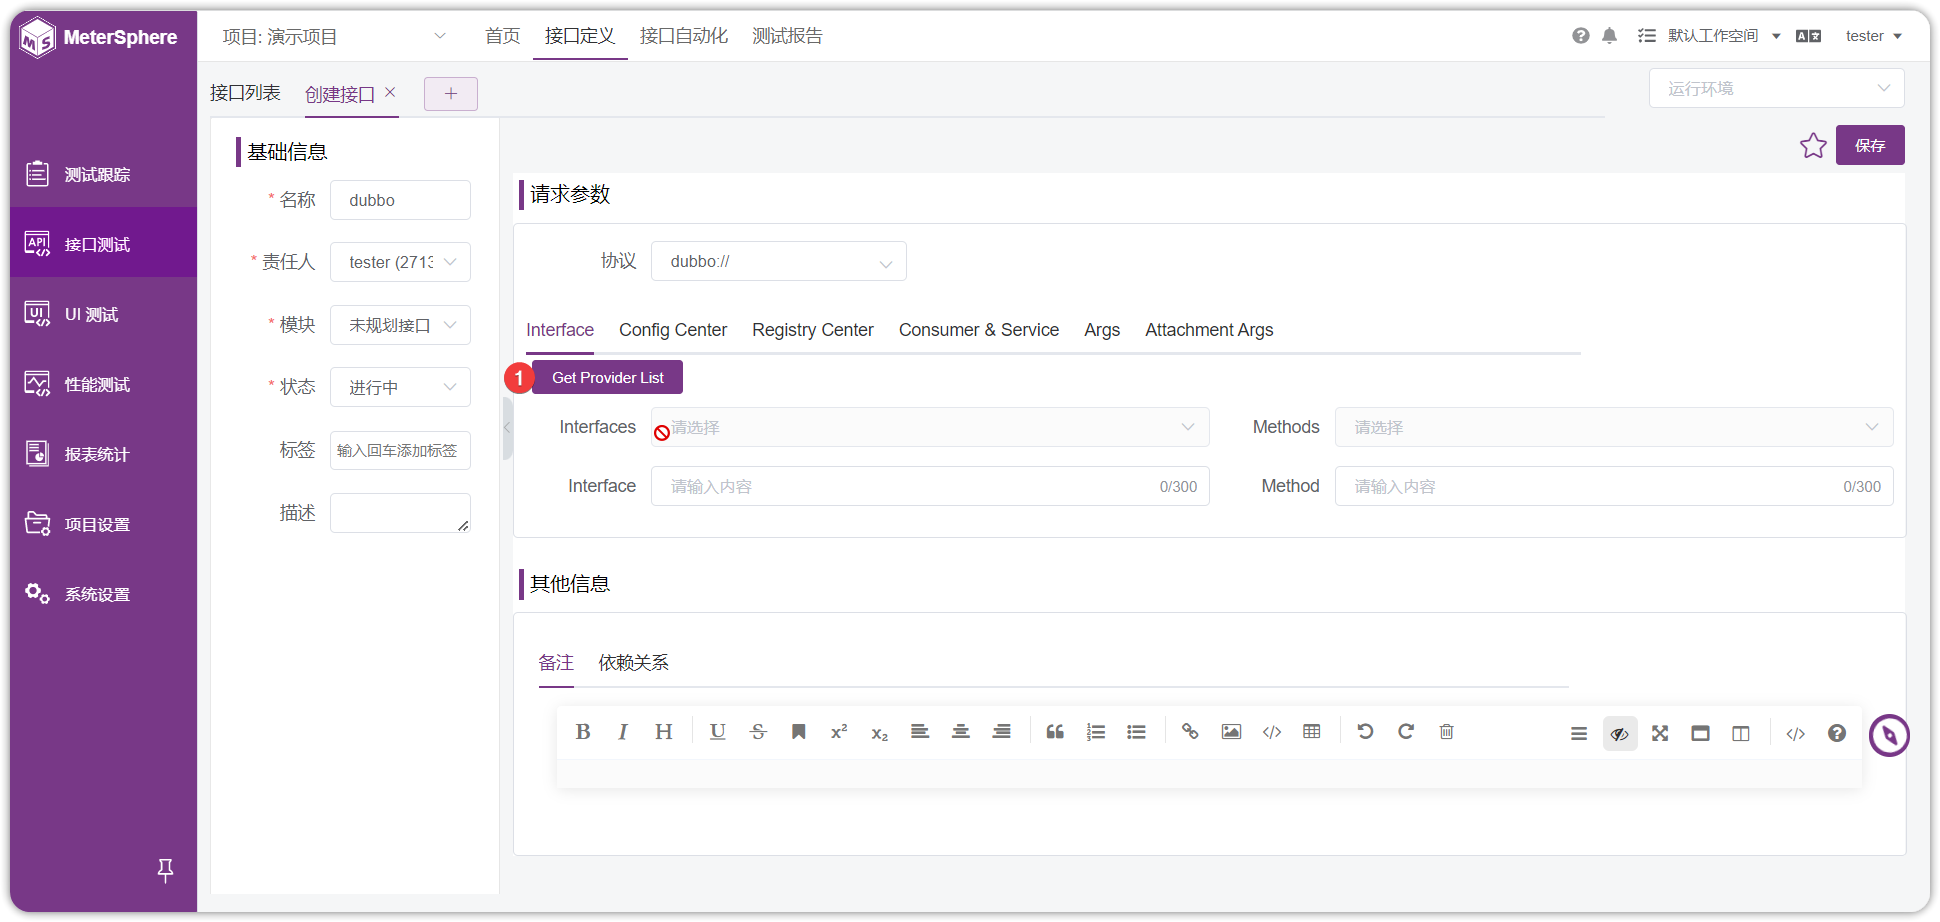 MeterSphere
项目: 演示项目
首页
接口定义
接口自动化
测试报告
默认工作空间
tester
接口列表
创建接口
+
运行环境
保存
测试跟踪
接口测试
UI 测试
性能测试
报表统计
项目设置
系统设置
基础信息
* 名称
dubbo
* 责任人
tester (2713
* 模块
未规划接口
* 状态
进行中
标签
输入回车添加标签
描述
请求参数
协议
dubbo://
Interface
Config Center
Registry Center
Consumer & Service
Args
Attachment Args
1
Get Provider List
Interfaces
请选择
Methods
请选择
Interface
请输入内容
0/300
Method
请输入内容
0/300
其他信息
备注
依赖关系